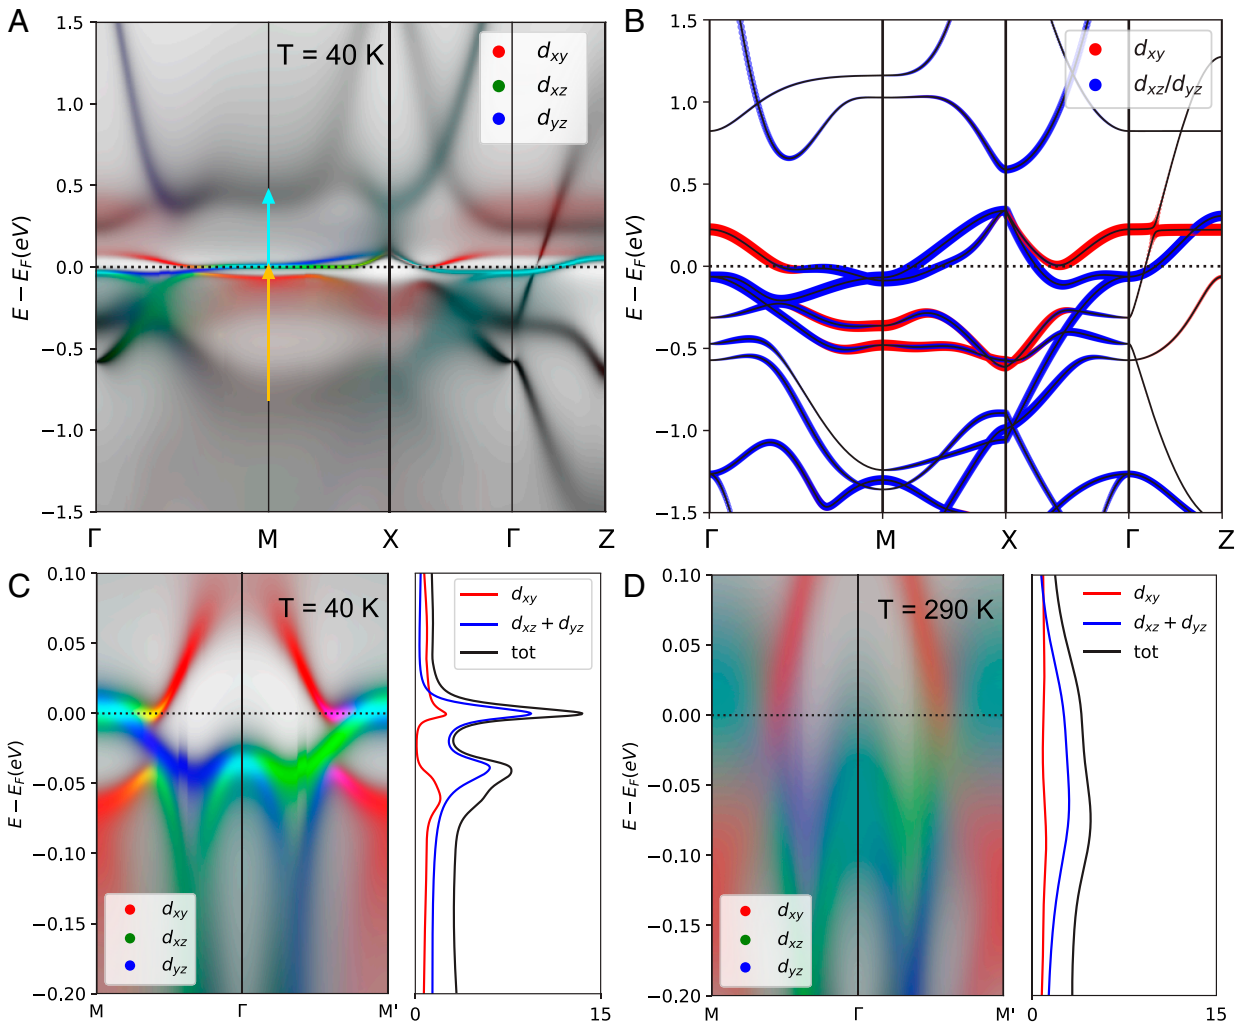 A
1.5
1.0
0.5
0.0
−0.5
−1.0
−1.5
E − E_F(eV)
T = 40 K
d_xy
d_xz
d_yz
Γ M X Γ Z
B
1.5
1.0
0.5
0.0
−0.5
−1.0
−1.5
E − E_F(eV)
d_xy
d_xz/d_yz
Γ M X Γ Z
C
0.10
0.05
0.00
−0.05
−0.10
−0.15
−0.20
E − E_F(eV)
T = 40 K
d_xy
d_xz
d_yz
M Γ M'
d_xy
d_xz + d_yz
tot
0 15
D
0.10
0.05
0.00
−0.05
−0.10
−0.15
−0.20
E − E_F(eV)
T = 290 K
d_xy
d_xz
d_yz
M Γ M'
d_xy
d_xz + d_yz
tot
0 15